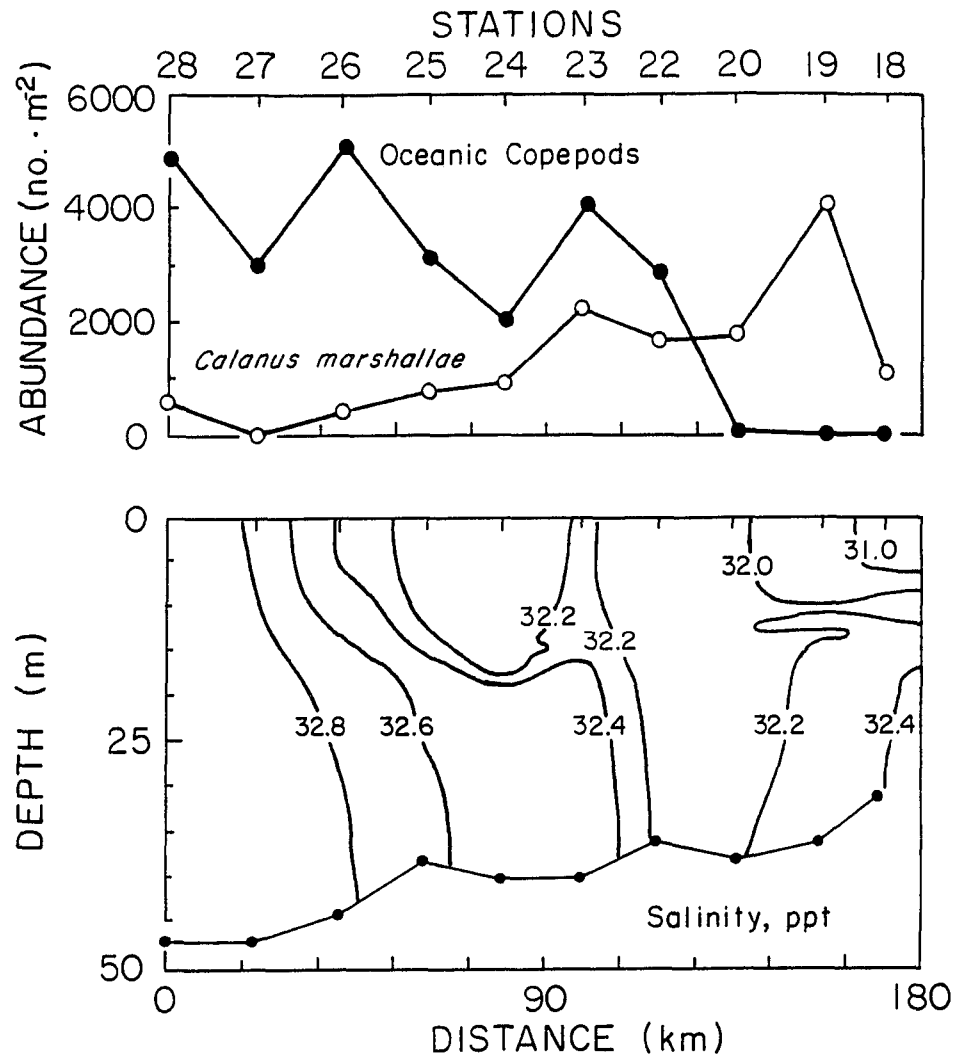 STATIONS
28 27 26 25 24 23 22 20 19 18
6000
4000
2000
0
ABUNDANCE (no. · m-2)
Oceanic Copepods
Calanus marshallae
0
25
50
DEPTH (m)
31.0
32.0
32.2
32.2
32.8
32.6
32.4
32.2
32.4
Salinity, ppt
0 90 180
DISTANCE (km)